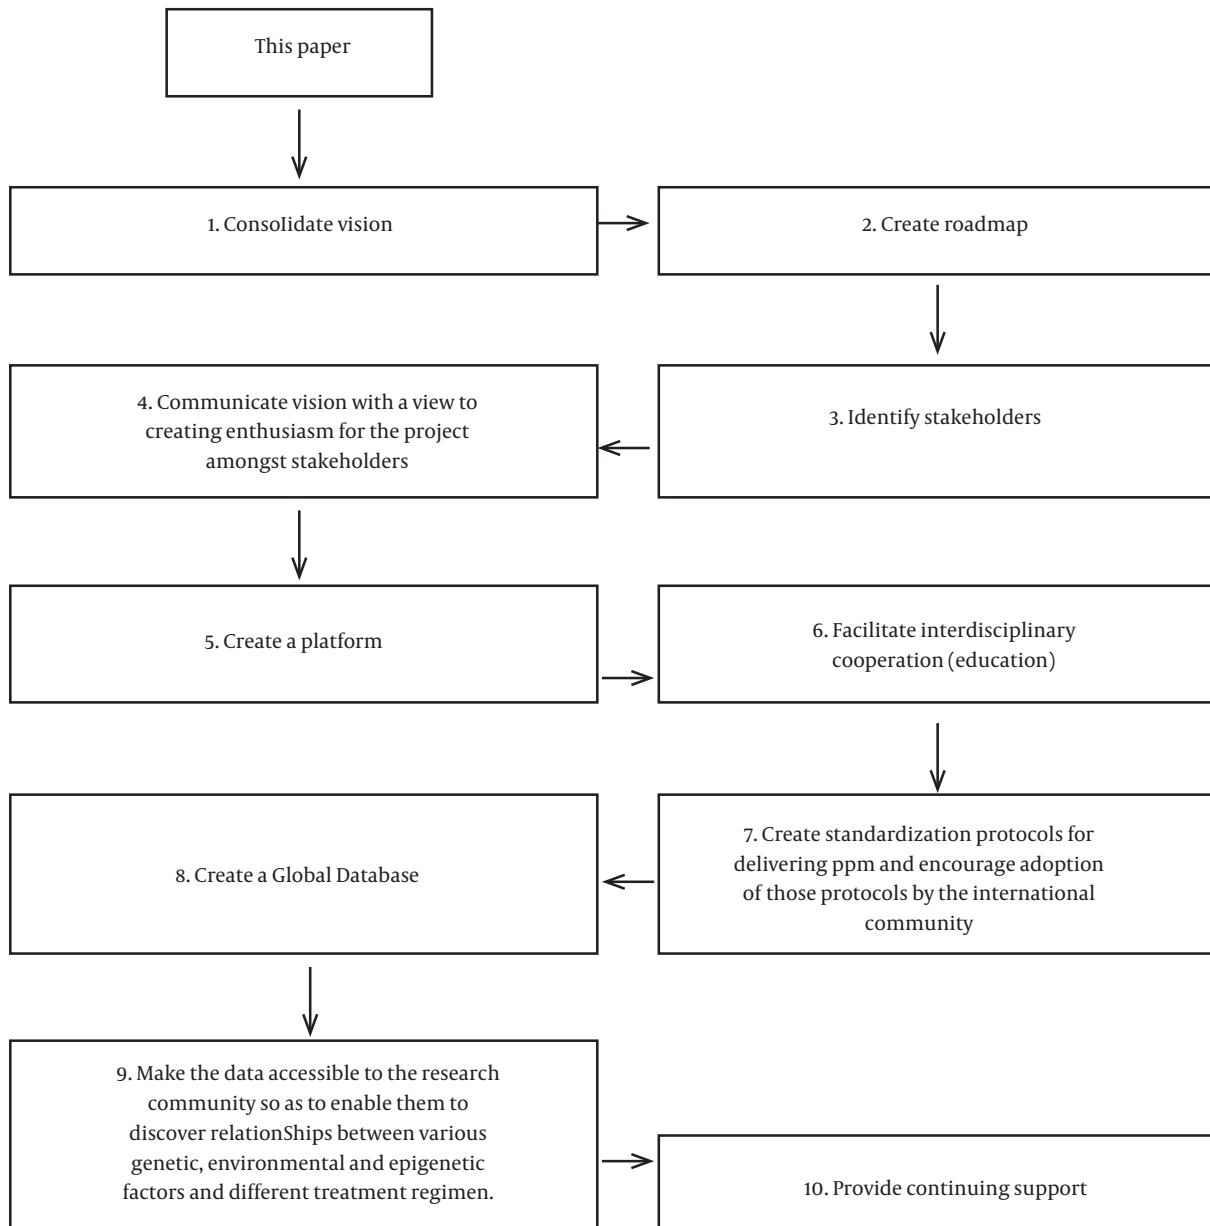 This paper
1. Consolidate vision
2. Create roadmap
3. Identify stakeholders
4. Communicate vision with a view to
creating enthusiasm for the project
amongst stakeholders
5. Create a platform
6. Facilitate interdisciplinary
cooperation (education)
7. Create standardization protocols for
delivering ppm and encourage adoption
of those protocols by the international
community
8. Create a Global Database
9. Make the data accessible to the research
community so as to enable them to
discover relationShips between various
genetic, environmental and epigenetic
factors and different treatment regimen.
10. Provide continuing support